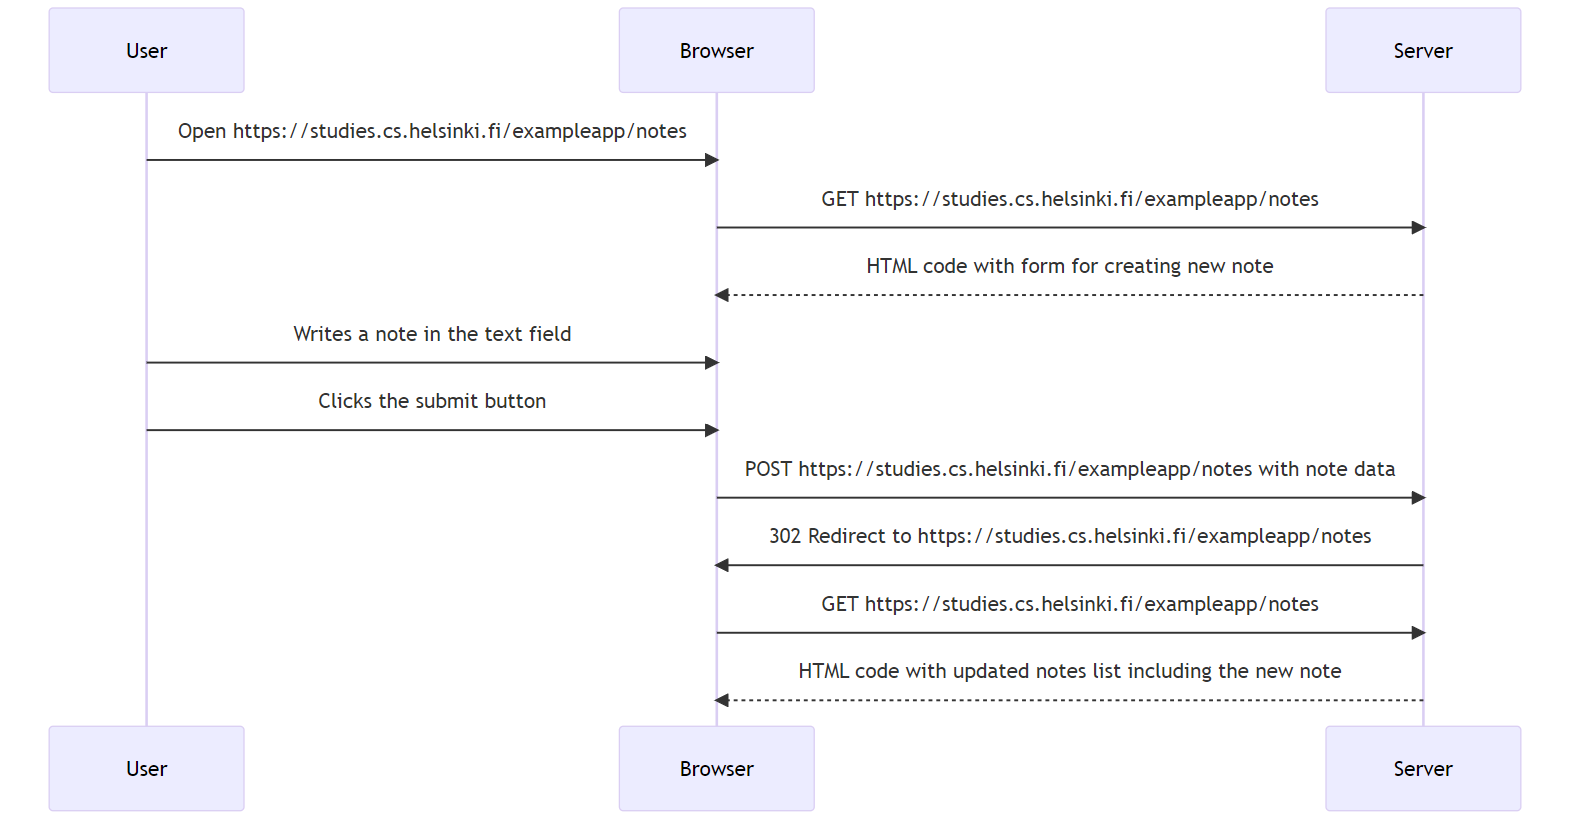 User
Browser
Server
Open https://studies.cs.helsinki.fi/exampleapp/notes
GET https://studies.cs.helsinki.fi/exampleapp/notes
HTML code with form for creating new note
Writes a note in the text field
Clicks the submit button
POST https://studies.cs.helsinki.fi/exampleapp/notes with note data
302 Redirect to https://studies.cs.helsinki.fi/exampleapp/notes
GET https://studies.cs.helsinki.fi/exampleapp/notes
HTML code with updated notes list including the new note
User
Browser
Server